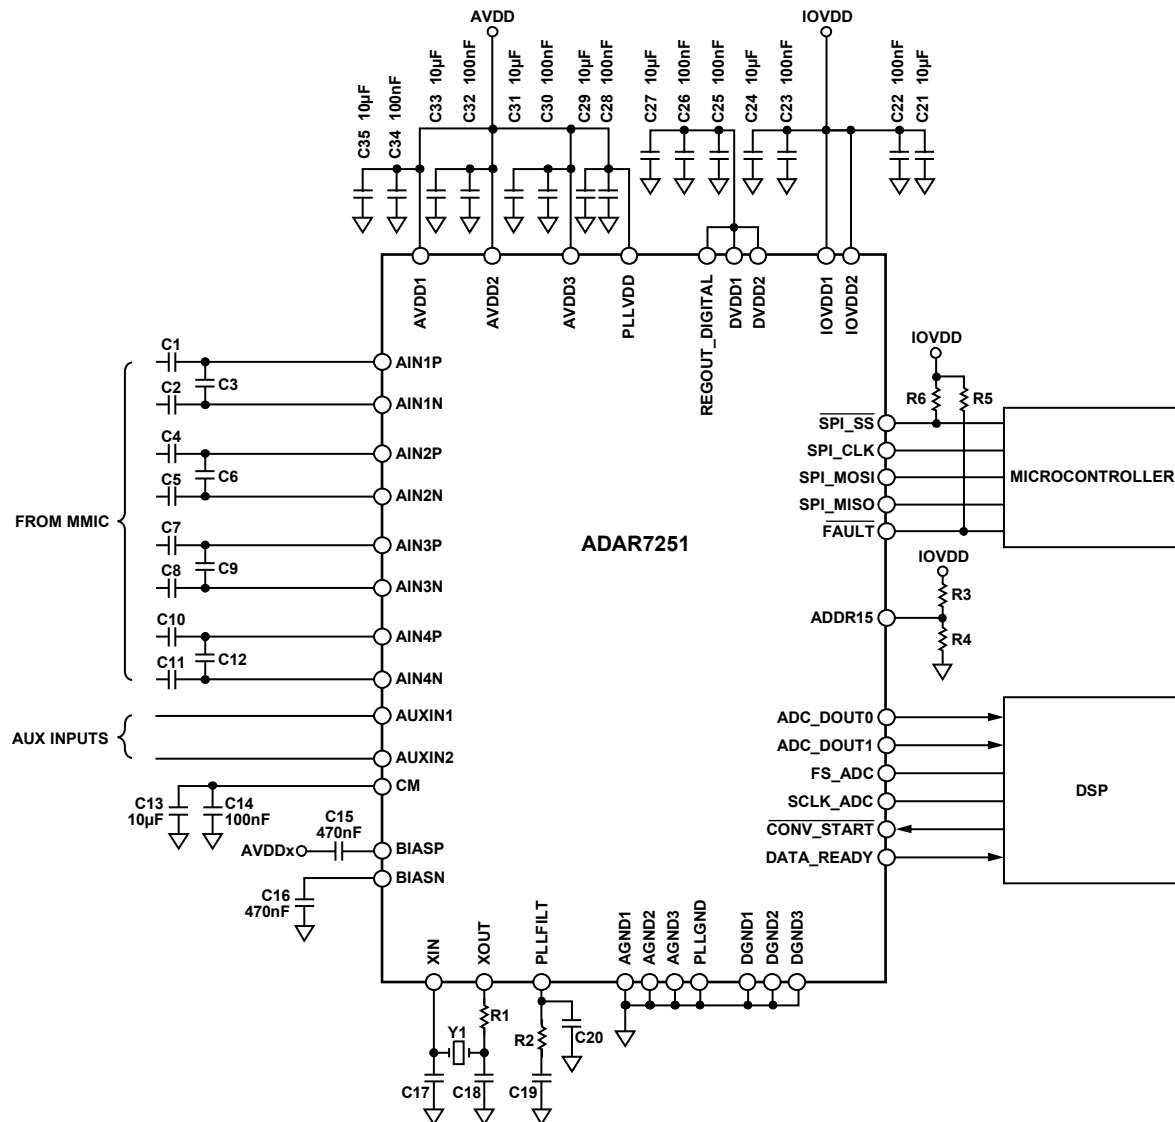 AVDD
IOVDD
C35 10µF
C34 100nF
C33 10µF
C32 100nF
C31 10µF
C30 100nF
C29 10µF
C28 100nF
C27 10µF
C26 100nF
C25 100nF
C24 10µF
C23 100nF
C22 100nF
C21 10µF
AVDD1
AVDD2
AVDD3
PLLVDD
REGOUT_DIGITAL
DVDD1
DVDD2
IOVDD1
IOVDD2
FROM MMIC
C1
C2
C3
C4
C5
C6
C7
C8
C9
C10
C11
C12
AIN1P
AIN1N
AIN2P
AIN2N
AIN3P
AIN3N
AIN4P
AIN4N
AUX INPUTS
AUXIN1
AUXIN2
CM
C13
10µF
C14
100nF
C15
470nF
AVDDx
BIASP
BIASN
C16
470nF
ADAR7251
IOVDD
R6
R5
SPI_SS
SPI_CLK
SPI_MOSI
SPI_MISO
FAULT
MICROCONTROLLER
IOVDD
R3
ADDR15
R4
ADC_DOUT0
ADC_DOUT1
FS_ADC
SCLK_ADC
CONV_START
DATA_READY
DSP
XIN
XOUT
PLLFILT
AGND1
AGND2
AGND3
PLLGND
DGND1
DGND2
DGND3
R1
Y1
R2
C20
C17
C18
C19